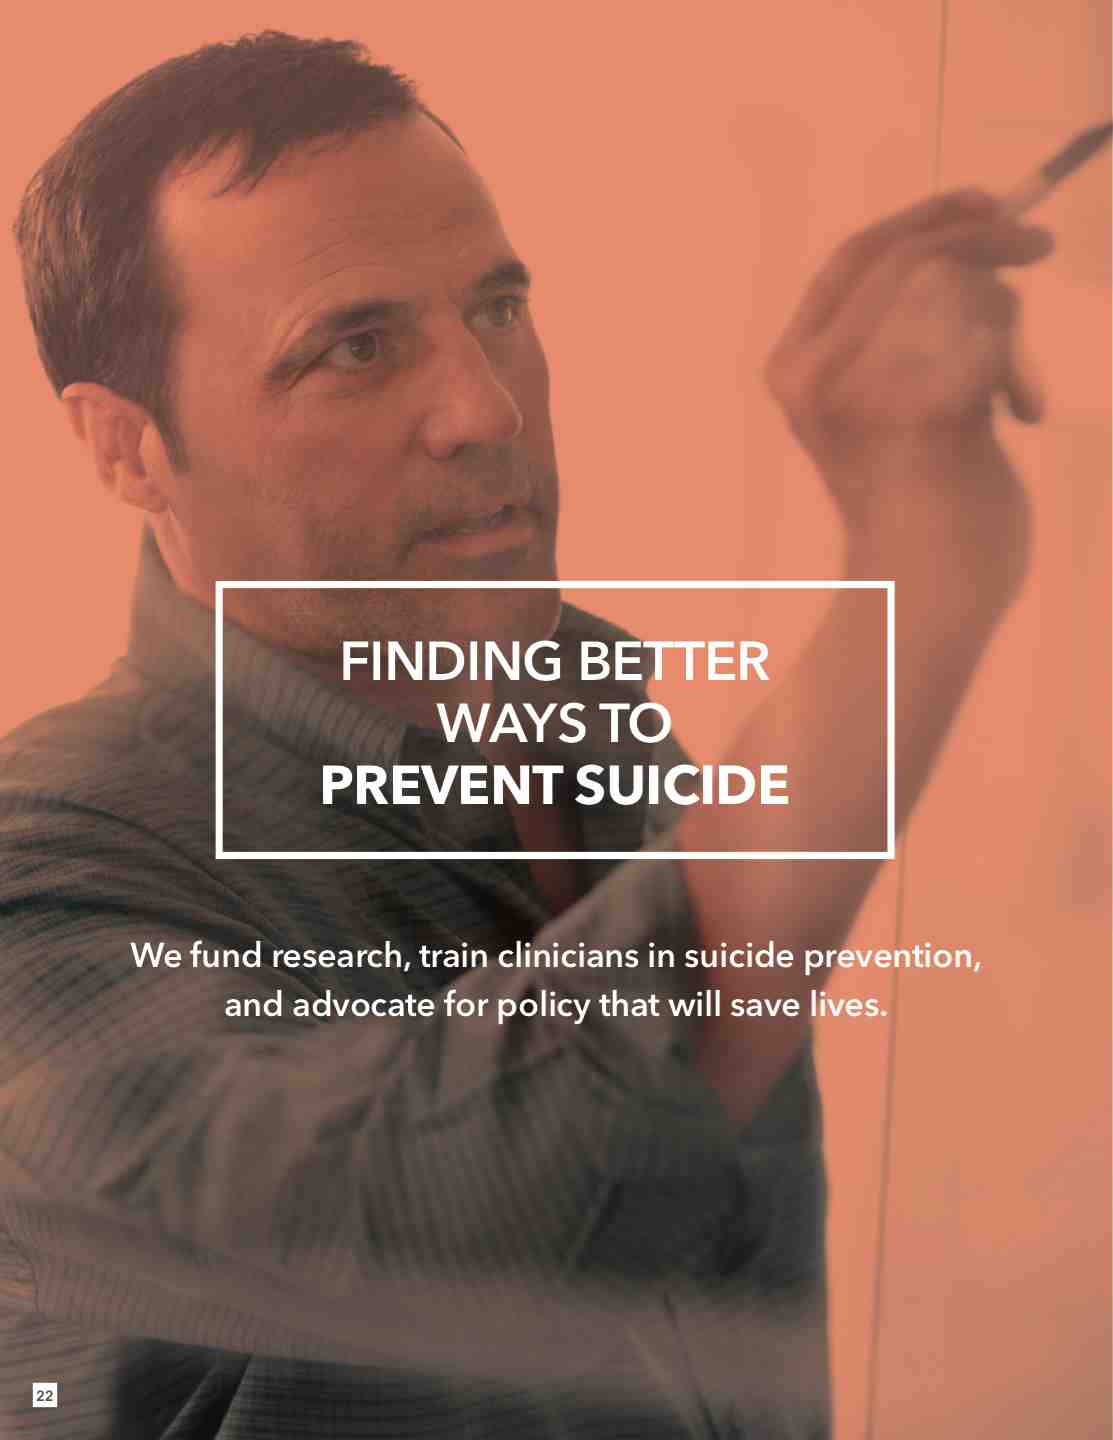 FINDING BETTER
WAYS TO
PREVENT SUICIDE
We fund research, train clinicians in suicide prevention,
and advocate for policy that will save lives.
22